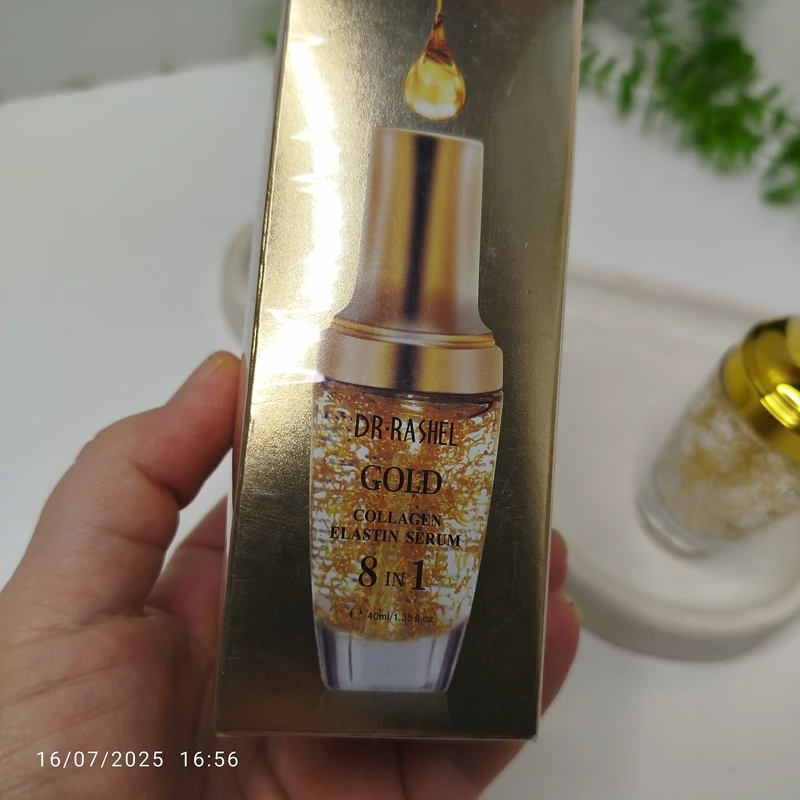 DR·RASHEL®
GOLD
COLLAGEN
ELASTIN SERUM
8 IN 1
℮ 40ml/1.35fl.oz.
16/07/2025 16:56